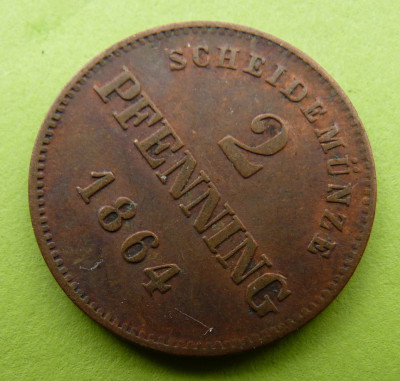 SCHEIDEMÜNZE
2
PFENNING
1864